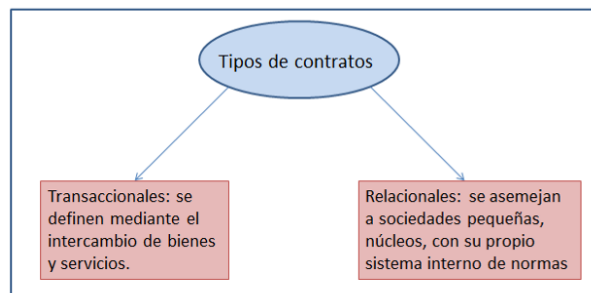 Tipos de contratos
Transaccionales: se
definen mediante el
intercambio de bienes
y servicios.
Relacionales: se asemejan
a sociedades pequeñas,
núcleos, con su propio
sistema interno de normas